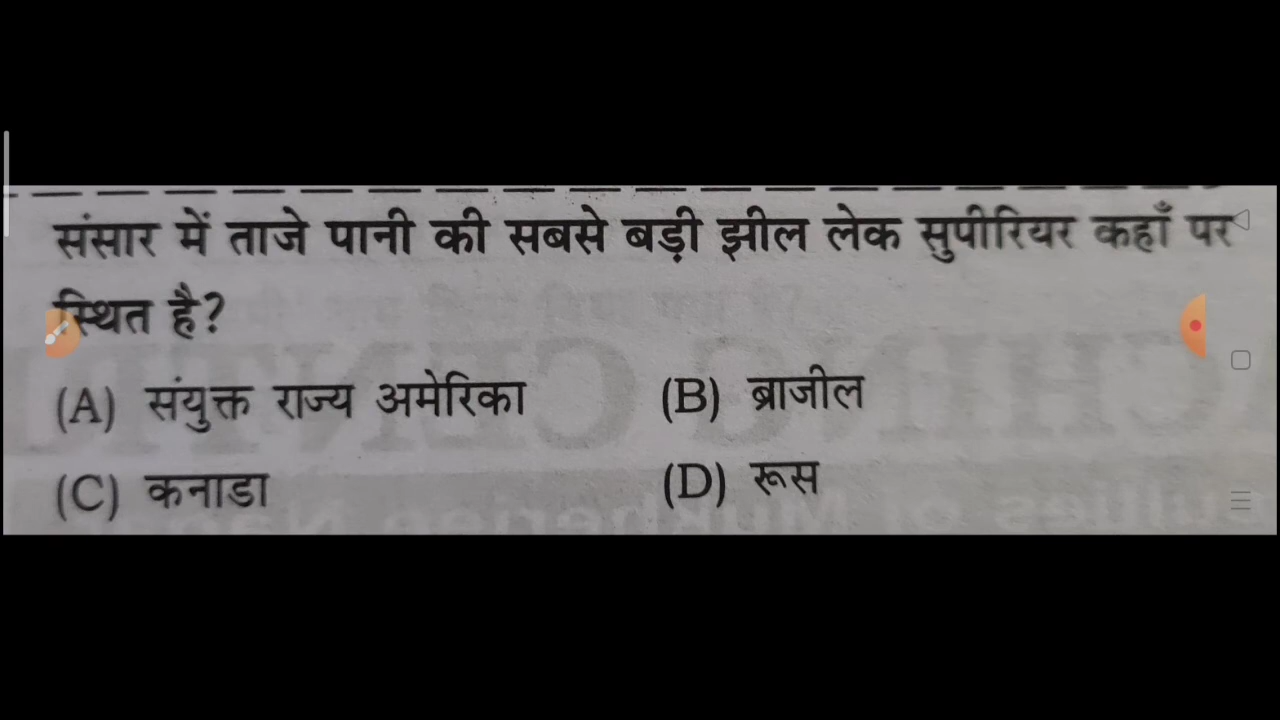 संसार में ताजे पानी की सबसे बड़ी झील लेक सुपीरियर कहाँ पर
स्थित है?
(A) संयुक्त राज्य अमेरिका (B) ब्राजील
(C) कनाडा (D) रूस